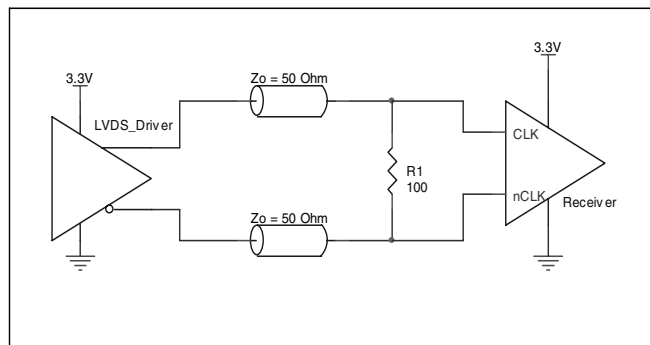 3.3V
Zo = 50 Ohm
3.3V
LVDS_Driver
CLK
R1
100
nCLK
Receiver
Zo = 50 Ohm